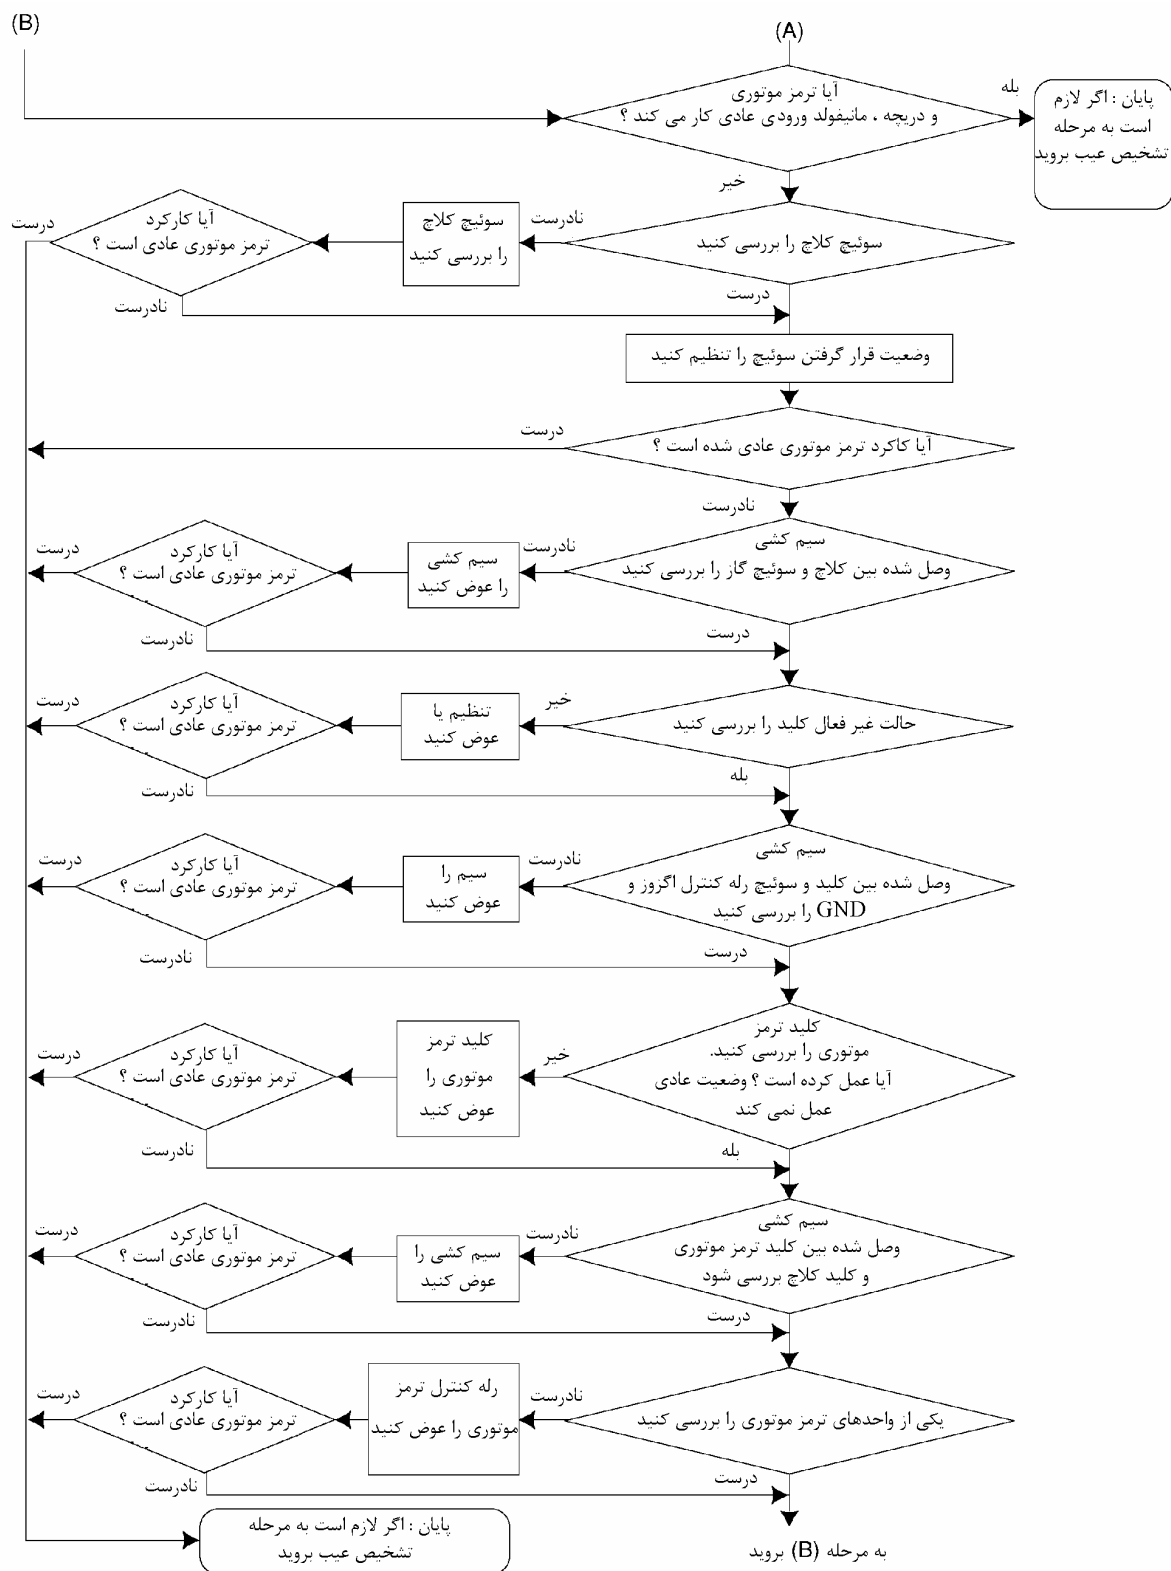 (B)
(A)
آیا ترمز موتوری
و دریچه ، مانیفولد ورودی عادی کار می کند ؟
بله
پایان : اگر لازم
است به مرحله
تشخیص عیب بروید
خیر
سوئیچ کلاچ را بررسی کنید
نادرست
سوئیچ کلاچ
را بررسی کنید
آیا کارکرد
ترمز موتوری عادی است ؟
درست
نادرست
درست
وضعیت قرار گرفتن سوئیچ را تنظیم کنید
آیا کاکرد ترمز موتوری عادی شده است ؟
درست
نادرست
سیم کشی
وصل شده بین کلاچ و سوئیچ گاز را بررسی کنید
نادرست
سیم کشی
را عوض کنید
آیا کارکرد
ترمز موتوری عادی است ؟
درست
نادرست
درست
حالت غیر فعال کلید را بررسی کنید
خیر
تنظیم یا
عوض کنید
آیا کارکرد
ترمز موتوری عادی است ؟
درست
نادرست
بله
سیم کشی
وصل شده بین کلید و سوئیچ رله کنترل اگزوز و
GND را بررسی کنید
نادرست
سیم را
عوض کنید
آیا کارکرد
ترمز موتوری عادی است ؟
درست
نادرست
درست
کلید ترمز
موتوری را بررسی کنید.
آیا عمل کرده است ؟ وضعیت عادی
عمل نمی کند
خیر
کلید ترمز
موتوری را
عوض کنید
آیا کارکرد
ترمز موتوری عادی است ؟
درست
نادرست
بله
سیم کشی
وصل شده بین کلید ترمز موتوری
و کلید کلاچ بررسی شود
نادرست
سیم کشی را
عوض کنید
آیا کارکرد
ترمز موتوری عادی است ؟
درست
نادرست
درست
یکی از واحدهای ترمز موتوری را بررسی کنید
نادرست
رله کنترل ترمز
موتوری را عوض کنید
آیا کارکرد
ترمز موتوری عادی است ؟
درست
نادرست
درست
به مرحله (B) بروید
پایان : اگر لازم است به مرحله
تشخیص عیب بروید